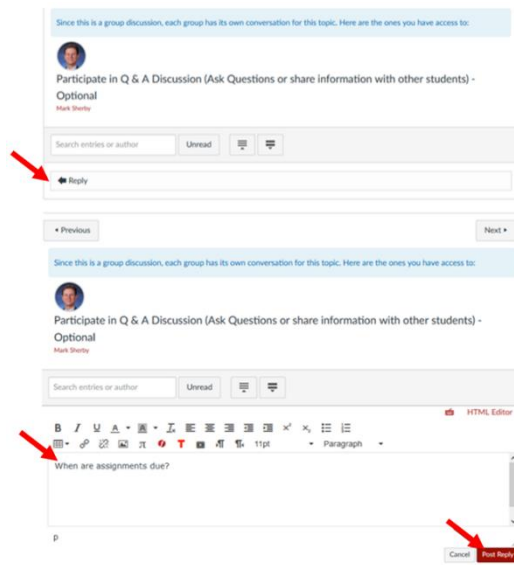 Since this is a group discussion, each group has its own conversation for this topic. Here are the ones you have access to:
Participate in Q & A Discussion (Ask Questions or share information with other students) -
Optional
Mark Sherby
Search entries or author Unread
Reply
Previous Next
Since this is a group discussion, each group has its own conversation for this topic. Here are the ones you have access to:
Participate in Q & A Discussion (Ask Questions or share information with other students) -
Optional
Mark Sherby
Search entries or author Unread
HTML Editor
B I U A A Tx x² x₂
π T ¶ ¶ 11pt Paragraph
When are assignments due?
p
Cancel Post Reply